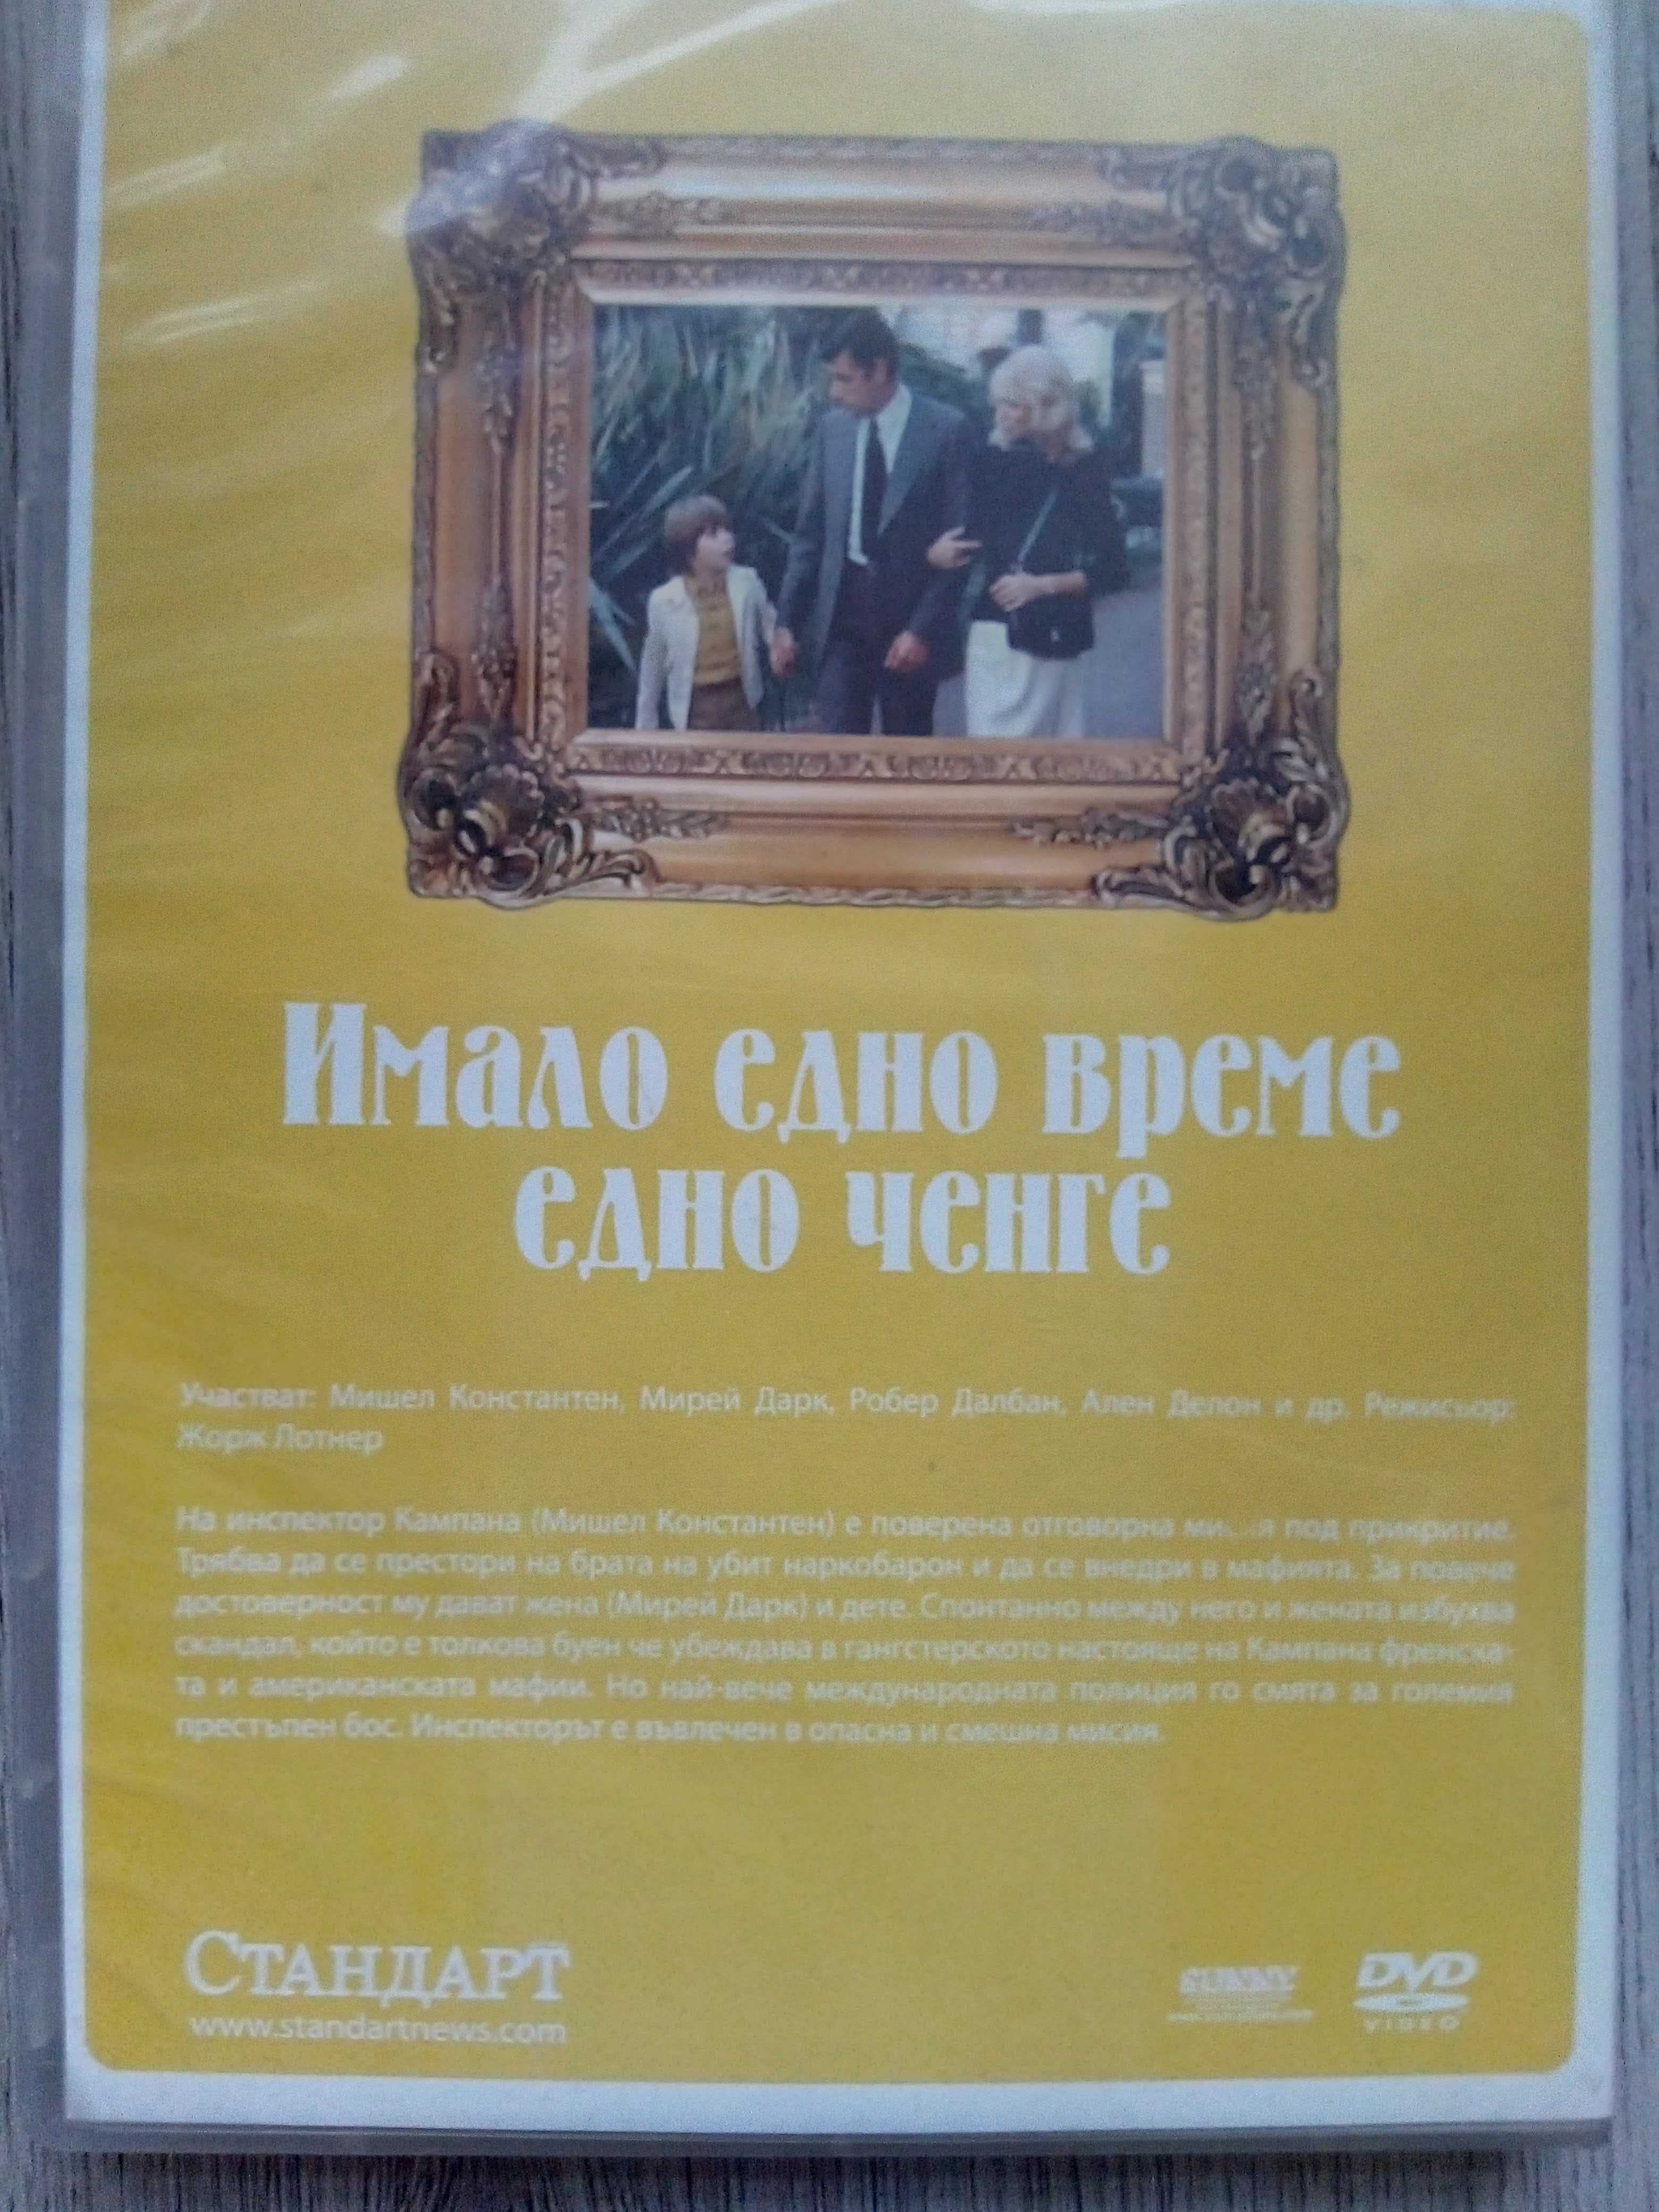 Имало едно време
едно ченге
Участват: Мишел Константен, Мирей Дарк, Робер Далбан, Ален Делон и др. Режисьор:
Жорж Лотнер
На инспектор Кампана (Мишел Константен) е поверена отговорна под прикритие.
Трябва да се престори на брата на убит наркобарон и да се внедри в мафията. За повече
достоверност му дават жена (Мирей Дарк) и дете. Спонтанно между него и жената избухва
скандал, който е толкова буен че убеждава в гангстерското настояще на Кампана френска-
та и американската мафии. Но най-вече международната полиция го смята за големия
престъпен бос. Инспекторът е въвлечен в опасна и смешна мисия.
СТАНДАРТ
www.standartnews.com
SUNNY
DVD
VIDEO